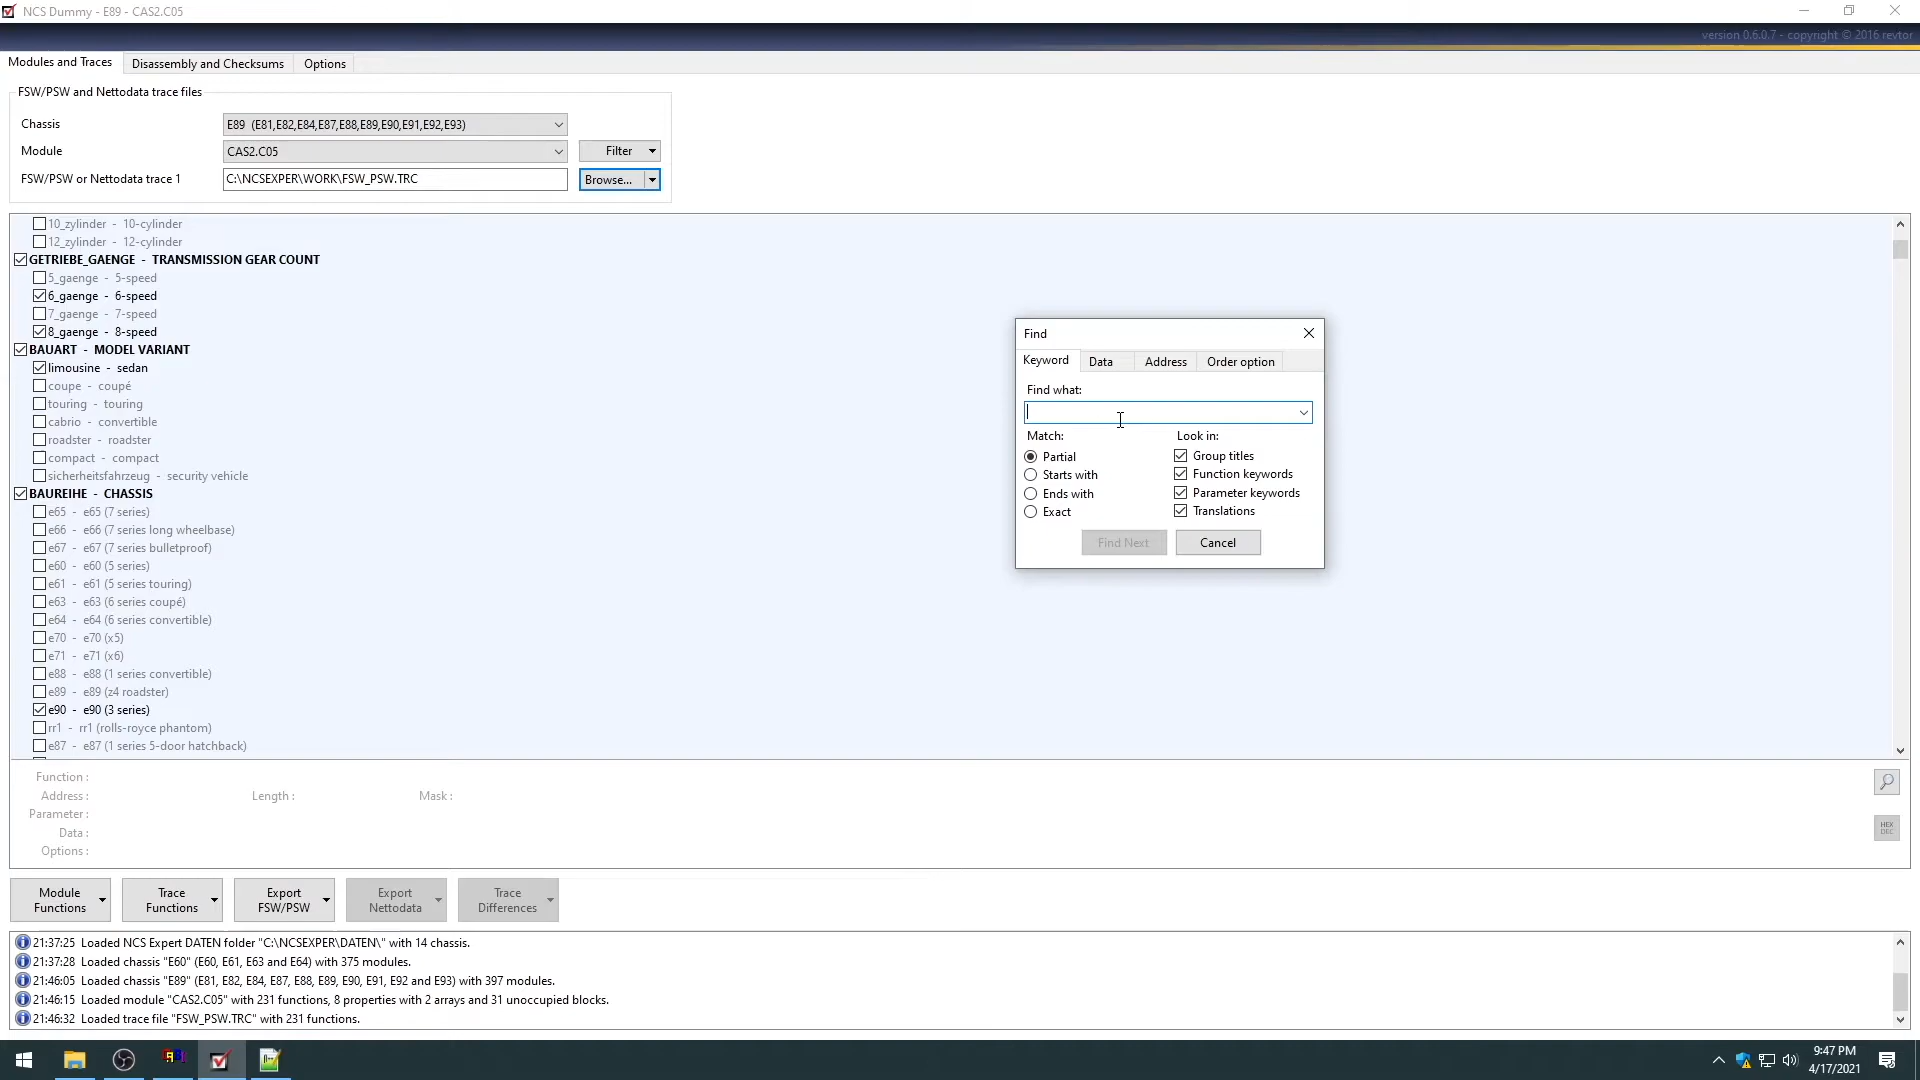 NCS Dummy - E89 - CAS2.C05
version 0.6.0.7 - copyright © 2016 revtor
Modules and Traces
Disassembly and Checksums
Options
FSW/PSW and Nettodata trace files
Chassis
E89 (E81,E82,E84,E87,E88,E89,E90,E91,E92,E93)
Module
CAS2.C05
Filter
FSW/PSW or Nettodata trace 1
C:\NCSEXPER\WORK\FSW_PSW.TRC
Browse...
10_zylinder - 10-cylinder
12_zylinder - 12-cylinder
GETRIEBE_GAENGE - TRANSMISSION GEAR COUNT
5_gaenge - 5-speed
6_gaenge - 6-speed
7_gaenge - 7-speed
8_gaenge - 8-speed
BAUART - MODEL VARIANT
limousine - sedan
coupe - coupé
touring - touring
cabrio - convertible
roadster - roadster
compact - compact
sicherheitsfahrzeug - security vehicle
BAUREIHE - CHASSIS
e65 - e65 (7 series)
e66 - e66 (7 series long wheelbase)
e67 - e67 (7 series bulletproof)
e60 - e60 (5 series)
e61 - e61 (5 series touring)
e63 - e63 (6 series coupé)
e64 - e64 (6 series convertible)
e70 - e70 (x5)
e71 - e71 (x6)
e88 - e88 (1 series convertible)
e89 - e89 (z4 roadster)
e90 - e90 (3 series)
rr1 - rr1 (rolls-royce phantom)
e87 - e87 (1 series 5-door hatchback)
Find
Keyword
Data
Address
Order option
Find what:
Match:
Look in:
Partial
Group titles
Starts with
Function keywords
Ends with
Parameter keywords
Exact
Translations
Find Next
Cancel
Function :
Address :
Length :
Mask :
Parameter :
Data :
Options :
HEX
DEC
Module
Functions
Trace
Functions
Export
FSW/PSW
Export
Nettodata
Trace
Differences
21:37:25 Loaded NCS Expert DATEN folder "C:\NCSEXPER\DATEN\" with 14 chassis.
21:37:28 Loaded chassis "E60" (E60, E61, E63 and E64) with 375 modules.
21:46:05 Loaded chassis "E89" (E81, E82, E84, E87, E88, E89, E90, E91, E92 and E93) with 397 modules.
21:46:15 Loaded module "CAS2.C05" with 231 functions, 8 properties with 2 arrays and 31 unoccupied blocks.
21:46:32 Loaded trace file "FSW_PSW.TRC" with 231 functions.
9:47 PM
4/17/2021